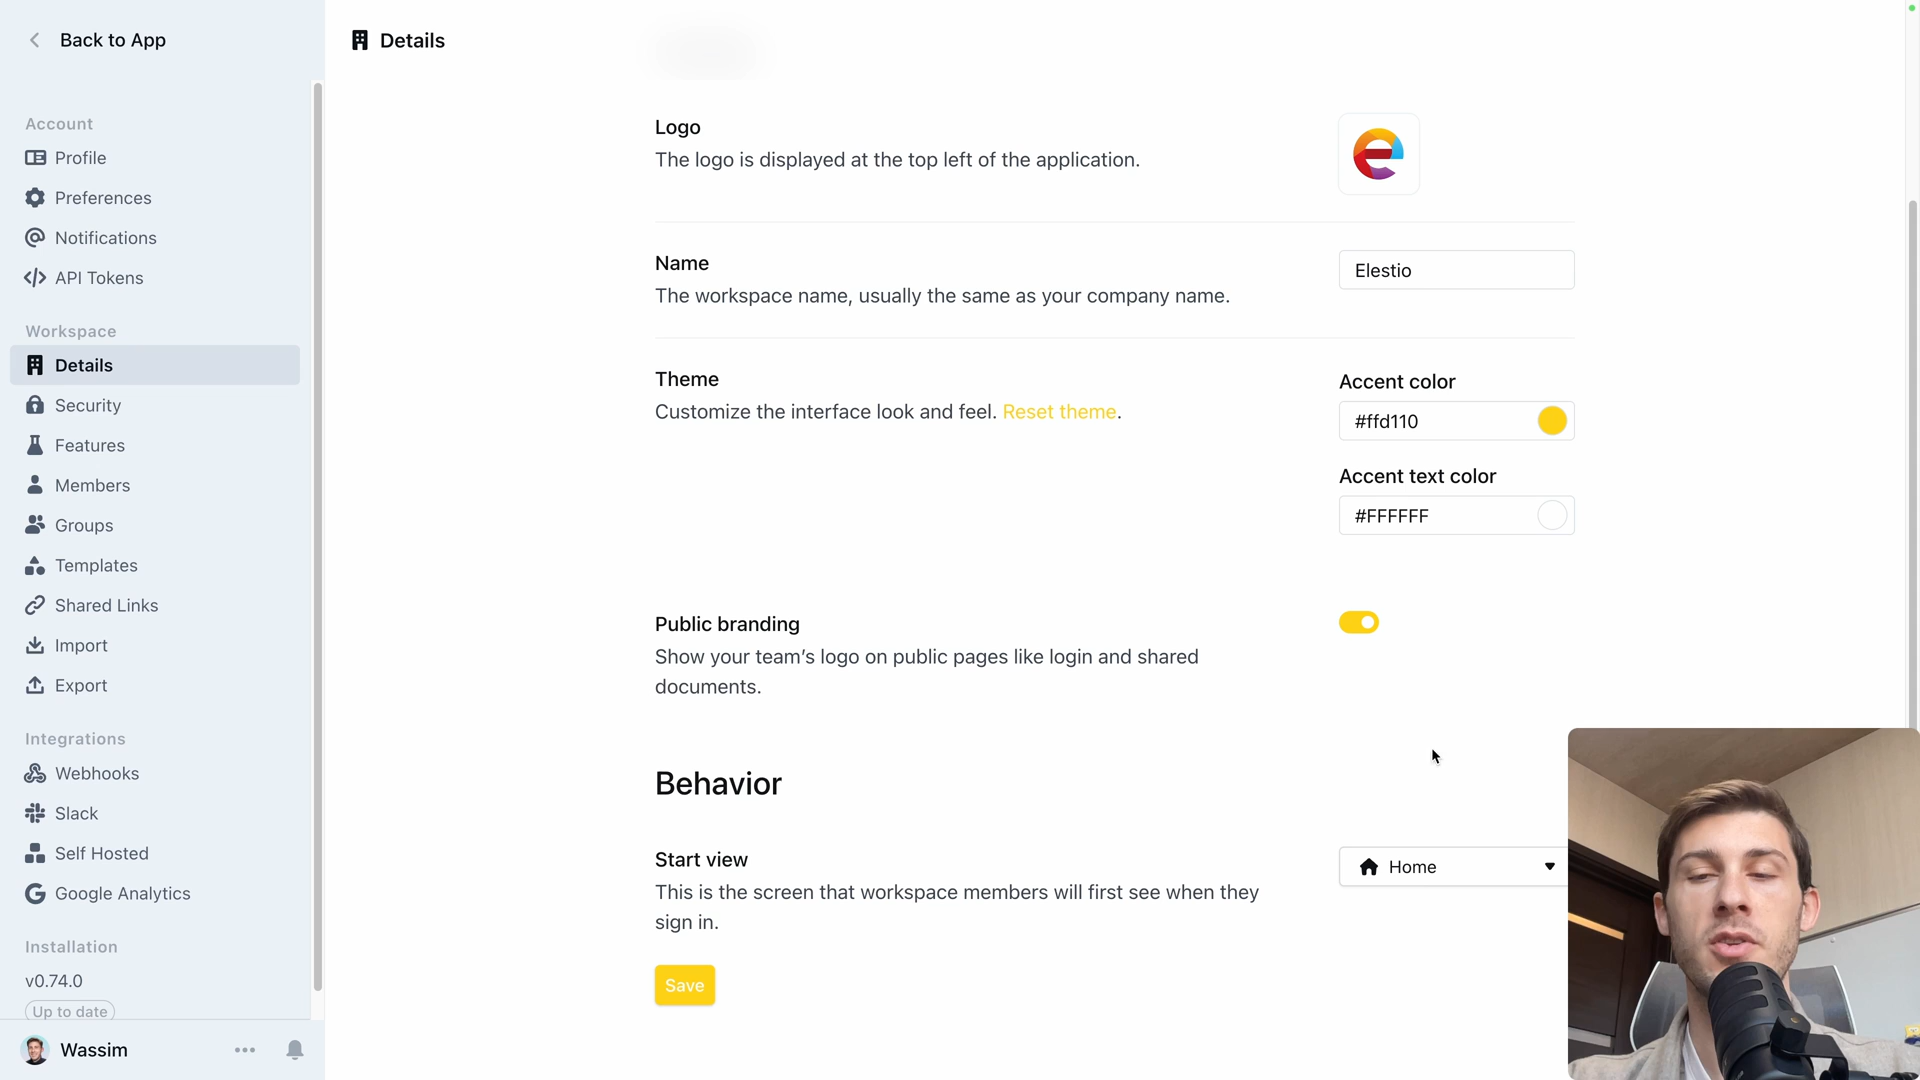 Back to App
Account
Profile
Preferences
Notifications
API Tokens
Workspace
Details
Security
Features
Members
Groups
Templates
Shared Links
Import
Export
Integrations
Webhooks
Slack
Self Hosted
Google Analytics
Installation
v0.74.0
Up to date
Wassim
Details
Logo
The logo is displayed at the top left of the application.
Name
The workspace name, usually the same as your company name.
Elestio
Theme
Customize the interface look and feel. Reset theme.
Accent color
#ffd110
Accent text color
#FFFFFF
Public branding
Show your team’s logo on public pages like login and shared
documents.
Behavior
Start view
This is the screen that workspace members will first see when they
sign in.
Home
Save